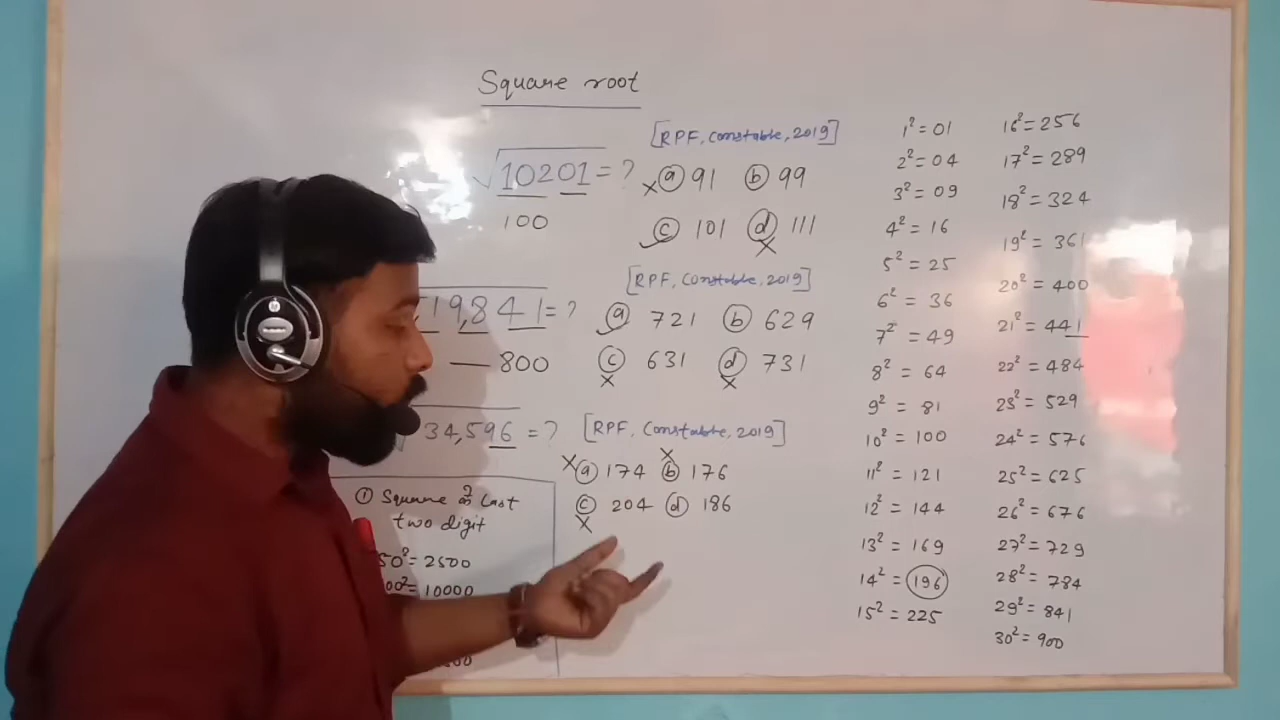 Square root
[RPF, Constable, 2019]
√10201 = ?
ⓐ 91 ⓑ 99
100
ⓒ 101 ⓓ 111
[RPF, Constable, 2019]
19,841 = ?
ⓐ 721 ⓑ 629
800
ⓒ 631 ⓓ 731
34,596 = ?
[RPF, Constable, 2019]
ⓐ 174 ⓑ 176
ⓒ 204 ⓓ 186
① Square of last
two digit
50² = 2500
00² = 10000
1² = 01
2² = 04
3² = 09
4² = 16
5² = 25
6² = 36
7² = 49
8² = 64
9² = 81
10² = 100
11² = 121
12² = 144
13² = 169
14² = 196
15² = 225
16² = 256
17² = 289
18² = 324
19² = 361
20² = 400
21² = 441
22² = 484
23² = 529
24² = 576
25² = 625
26² = 676
27² = 729
28² = 784
29² = 841
30² = 900